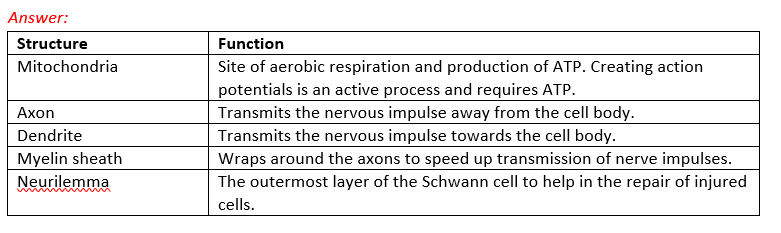 Answer:
Structure Function
Mitochondria Site of aerobic respiration and production of ATP. Creating action
potentials is an active process and requires ATP.
Axon Transmits the nervous impulse away from the cell body.
Dendrite Transmits the nervous impulse towards the cell body.
Myelin sheath Wraps around the axons to speed up transmission of nerve impulses.
Neurilemma The outermost layer of the Schwann cell to help in the repair of injured
cells.